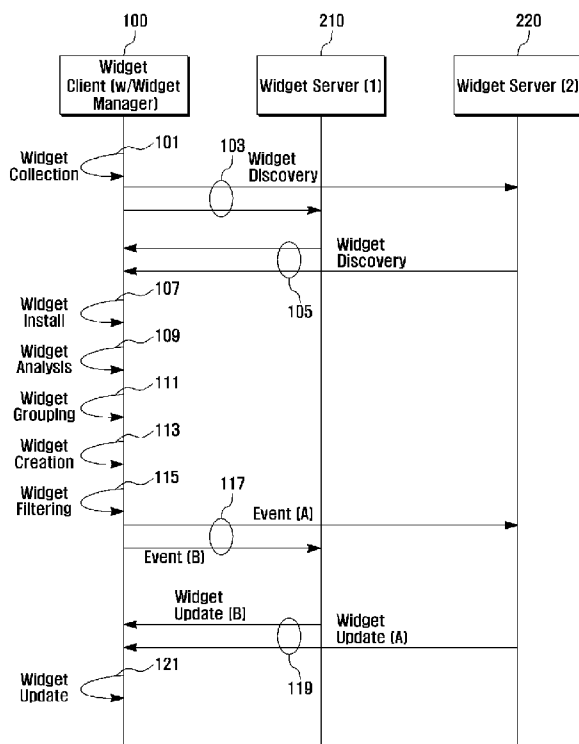 100
210
220
Widget
Client (w/Widget
Manager)
Widget Server (1)
Widget Server (2)
101
Widget
Collection
103
Widget
Discovery
Widget
Discovery
105
107
Widget
Install
109
Widget
Analysis
111
Widget
Grouping
113
Widget
Creation
115
Widget
Filtering
117
Event (A)
Event (B)
Widget
Update (B)
Widget
Update (A)
119
121
Widget
Update